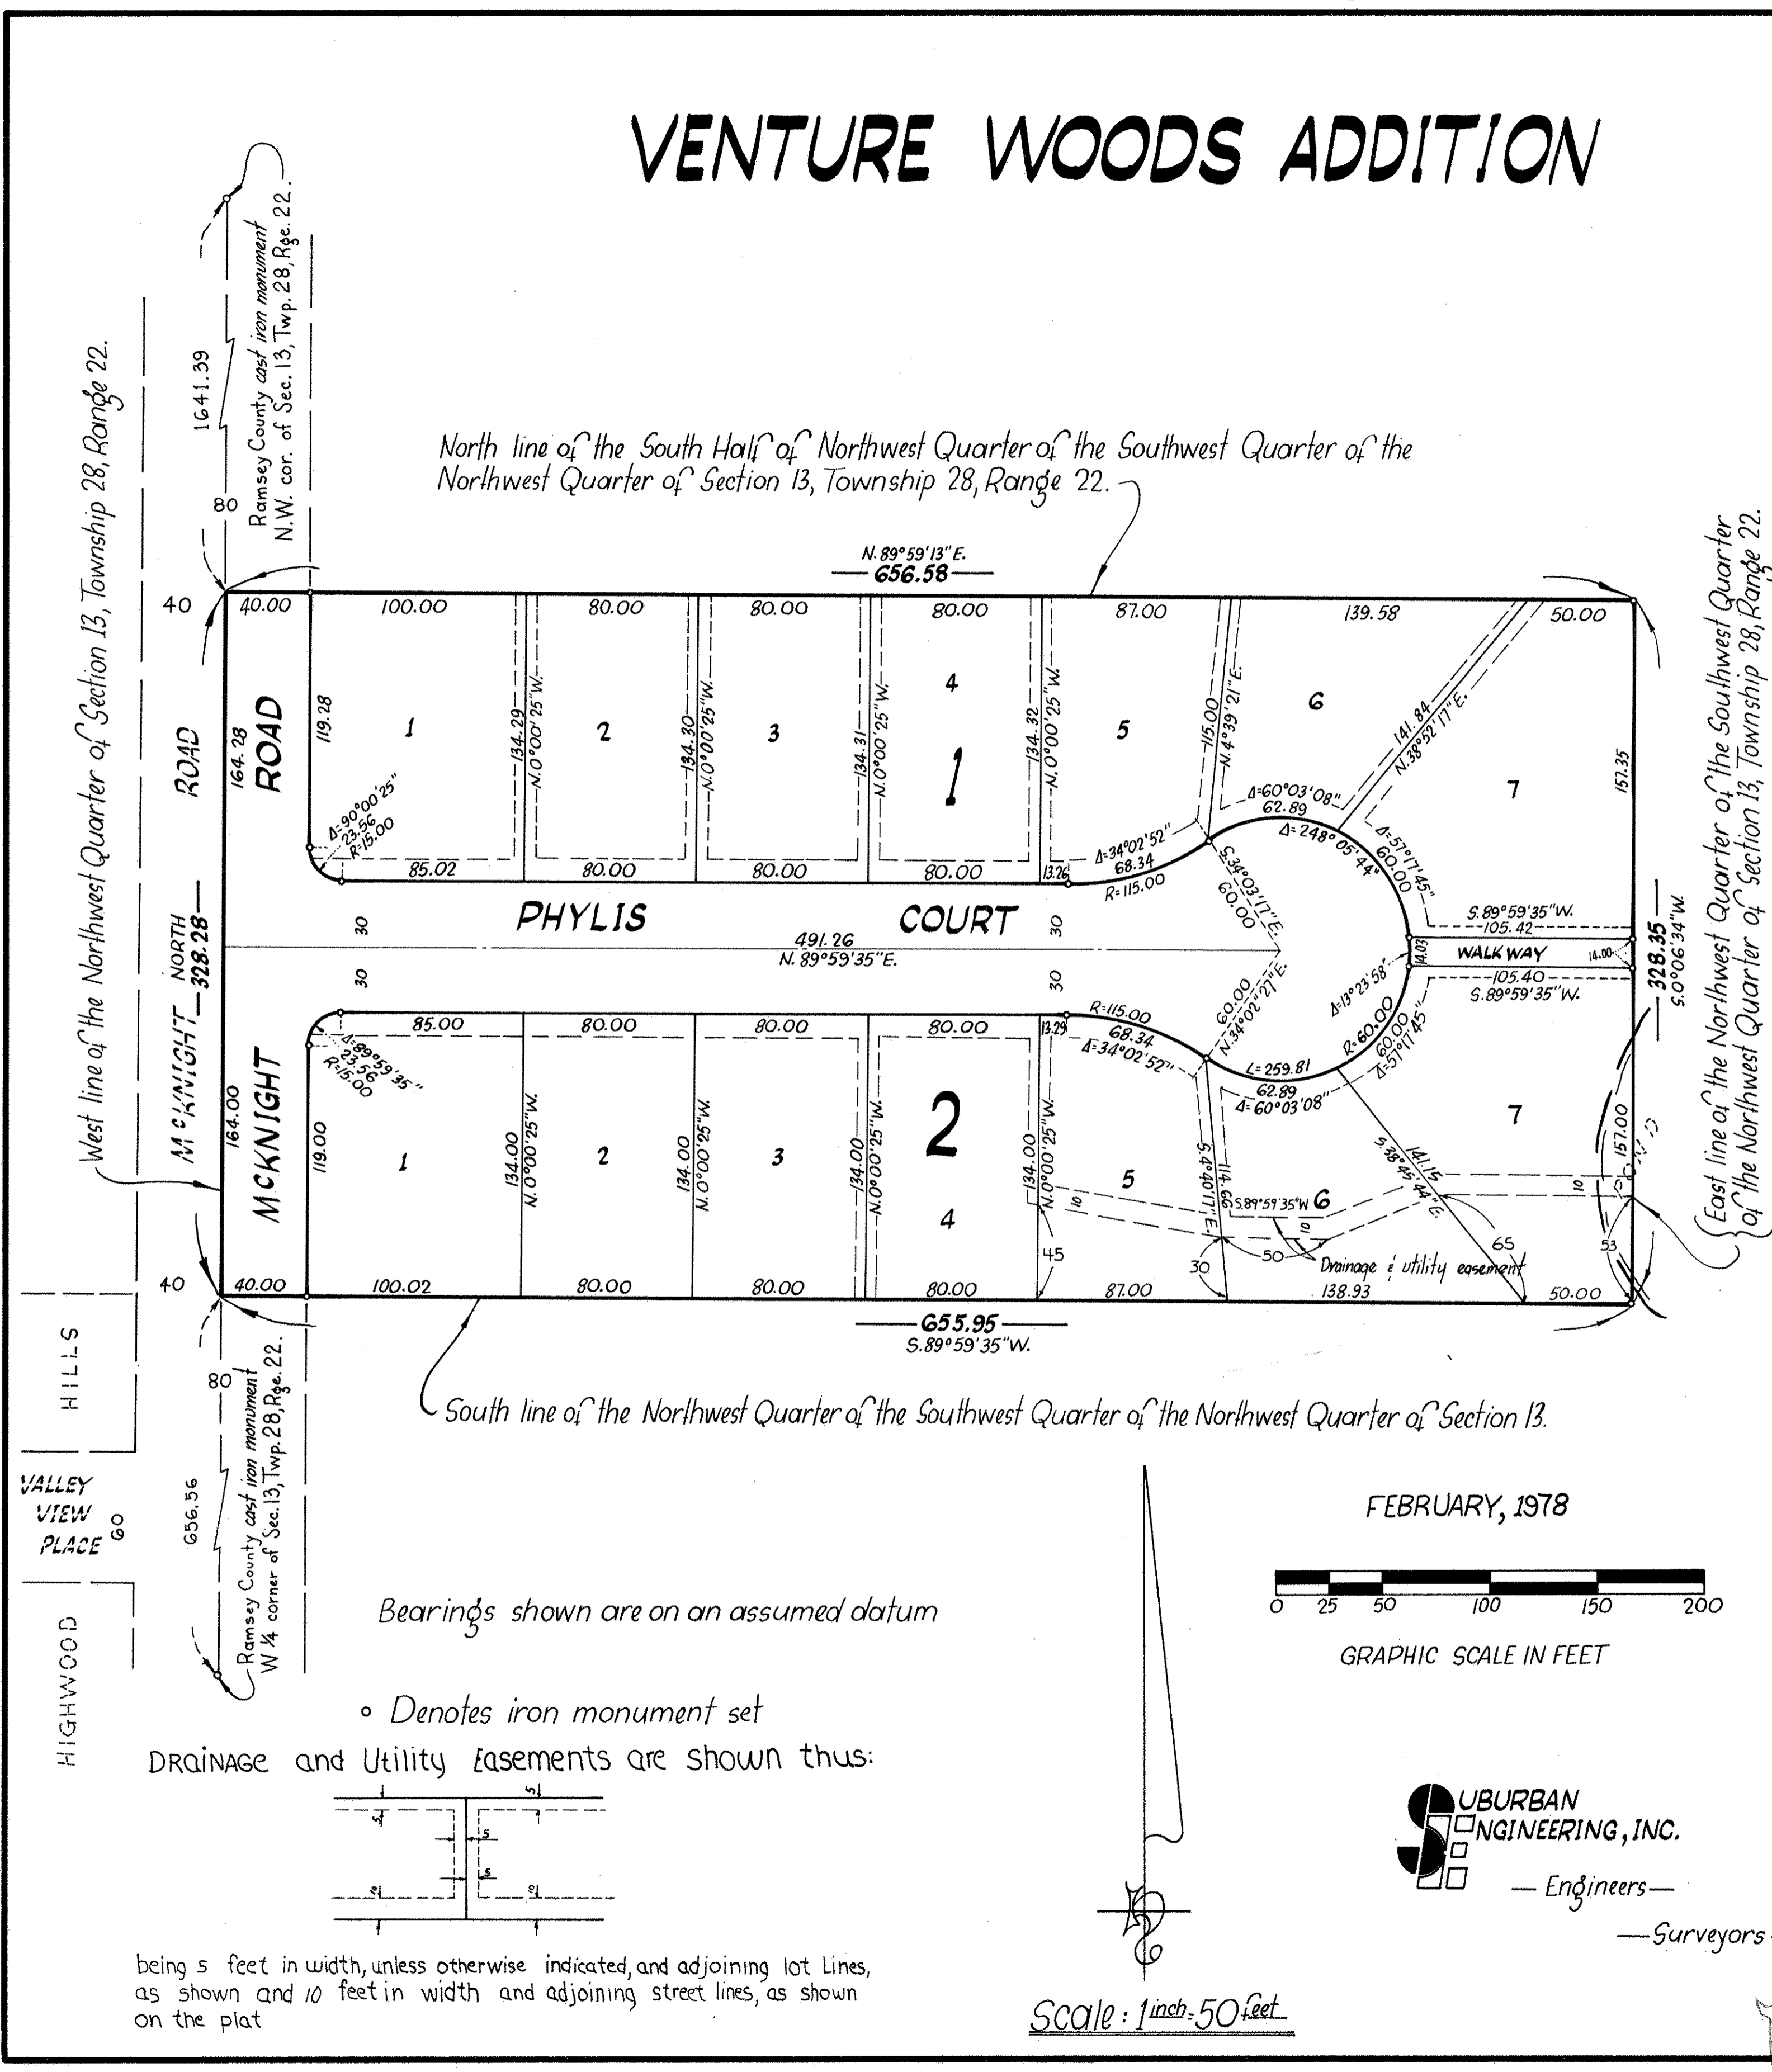 VENTURE WOODS ADDITION
West line of the Northwest Quarter of Section 13, Township 28, Range 22.
1641.39
80
Ramsey County cast iron monument
N.W. cor. of Sec. 13, Twp. 28, Rge. 22.
North line of the South Half of Northwest Quarter of the Southwest Quarter of the
Northwest Quarter of Section 13, Township 28, Range 22.
N. 89°59'13"E.
656.58
40
40.00
100.00
80.00
80.00
80.00
87.00
139.58
50.00
ROAD
164.28
ROAD
119.28
1
134.29
N.0°00'25"W.
2
134.30
N.0°00'25"W.
3
134.31
N.0°00'25"W.
4
1
134.32
N.0°00'25"W.
5
115.00
N.4°39'21"E.
6
141.84
N.38°52'17"E.
7
157.35
Δ=90°00'25"
23.56
R=15.00
85.02
80.00
80.00
80.00
13.26
Δ=34°02'52"
68.34
R=115.00
Δ=60°03'08"
62.89
Δ=248°05'44"
Δ=57°17'45"
60.00
S.34°03'17"E.
60.00
S.89°59'35"W.
105.42
WALKWAY
14.00
14.03
105.40
S.89°59'35"W.
Δ=13°23'58"
30
PHYLIS COURT
30
491.26
N. 89°59'35"E.
30
30
MCKNIGHT
NORTH
328.28
328.35
S.0°06'34"W.
East line of the Northwest Quarter of the Southwest Quarter
of the Northwest Quarter of Section 13, Township 28, Range 22.
85.00
80.00
80.00
80.00
13.29
R=115.00
68.34
Δ=34°02'52"
60.00
N.34°02'27"E.
R=60.00
60.00
Δ=57°17'45"
L=259.81
62.89
Δ=60°03'08"
Δ=89°59'35"
23.56
R=15.00
164.00
MCKNIGHT
119.00
1
134.00
N.0°00'25"W.
2
134.00
N.0°00'25"W.
3
134.00
N.0°00'25"W.
2
4
134.00
N.0°00'25"W.
10
5
S.4°40'17"E.
114.66
S.89°59'35"W
6
10
141.15
S.38°45'44"E.
7
10
157.00
45
30
50
Drainage & utility easement
65
53
40
40.00
100.02
80.00
80.00
80.00
87.00
138.93
50.00
655.95
S.89°59'35"W.
South line of the Northwest Quarter of the Southwest Quarter of the Northwest Quarter of Section 13.
80
656.56
Ramsey County cast iron monument
W ¼ corner of Sec. 13, Twp. 28, Rge. 22.
HILLS
VALLEY
VIEW
PLACE
60
HIGHWOOD
FEBRUARY, 1978
0 25 50 100 150 200
GRAPHIC SCALE IN FEET
Bearings shown are on an assumed datum
Denotes iron monument set
DRAINAGE and Utility Easements are shown thus:
5
5
5
5
10
10
being 5 feet in width, unless otherwise indicated, and adjoining lot Lines,
as shown and 10 feet in width and adjoining street lines, as shown
on the plat
Scale: 1 inch = 50 feet
SUBURBAN
ENGINEERING, INC.
— Engineers —
— Surveyors